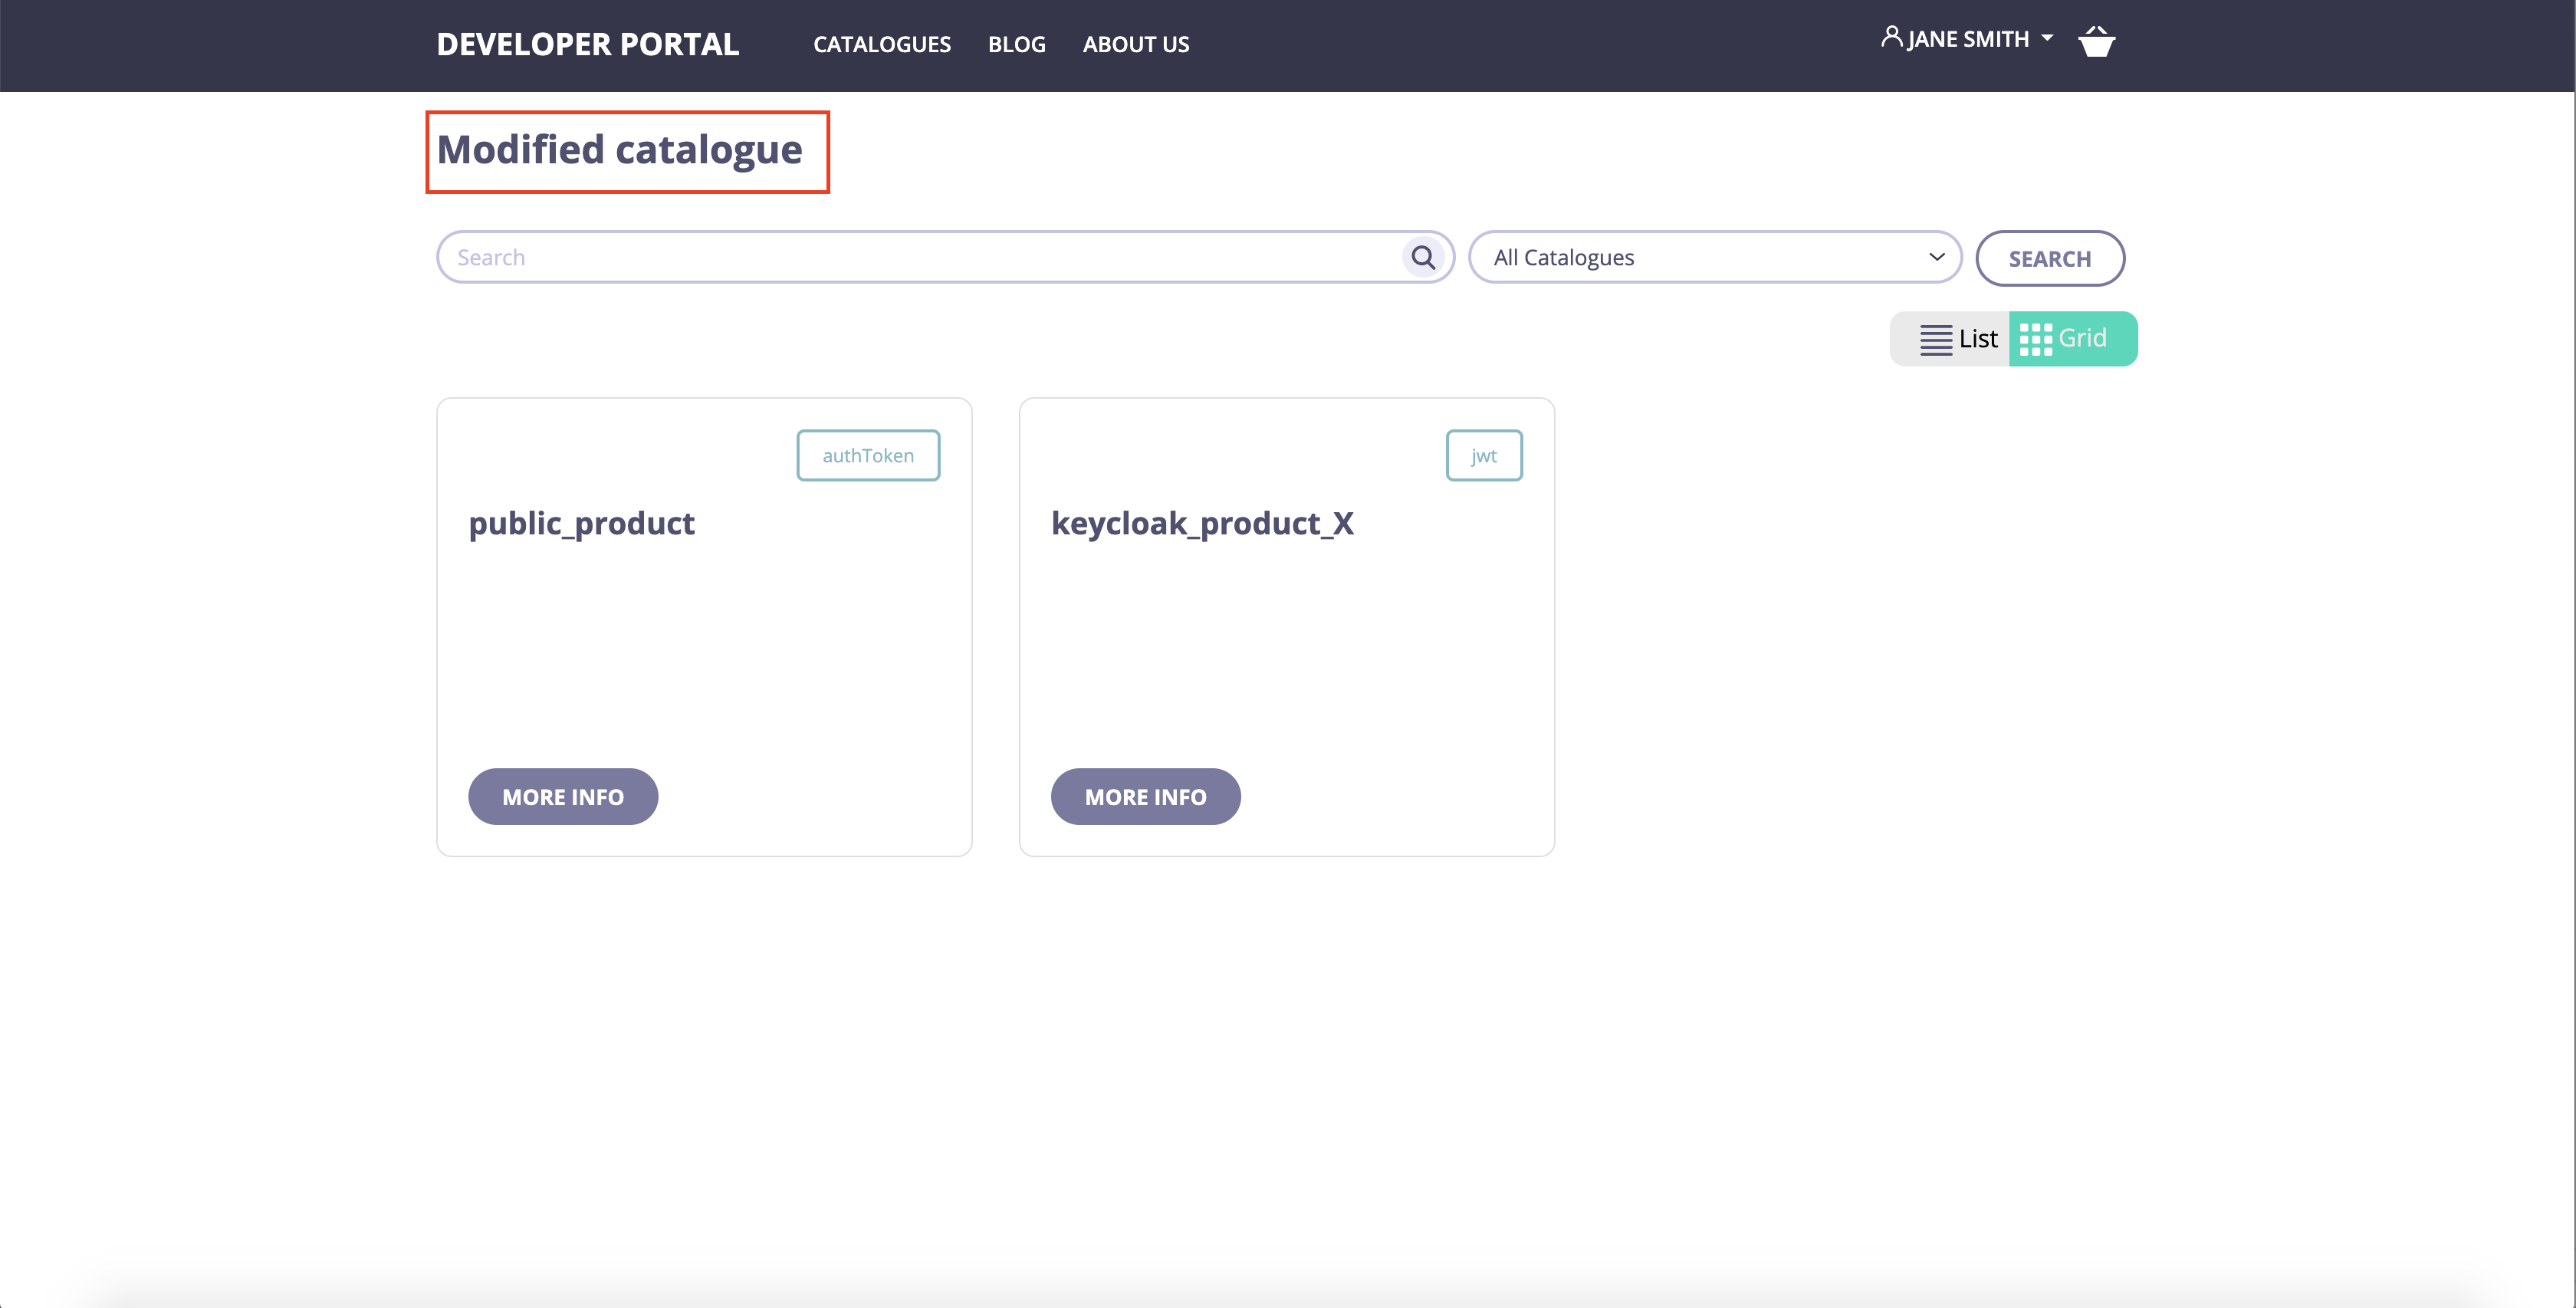 DEVELOPER PORTAL CATALOGUES BLOG ABOUT US JANE SMITH
Modified catalogue
Search All Catalogues SEARCH
List Grid
authToken
public_product
MORE INFO
jwt
keycloak_product_X
MORE INFO